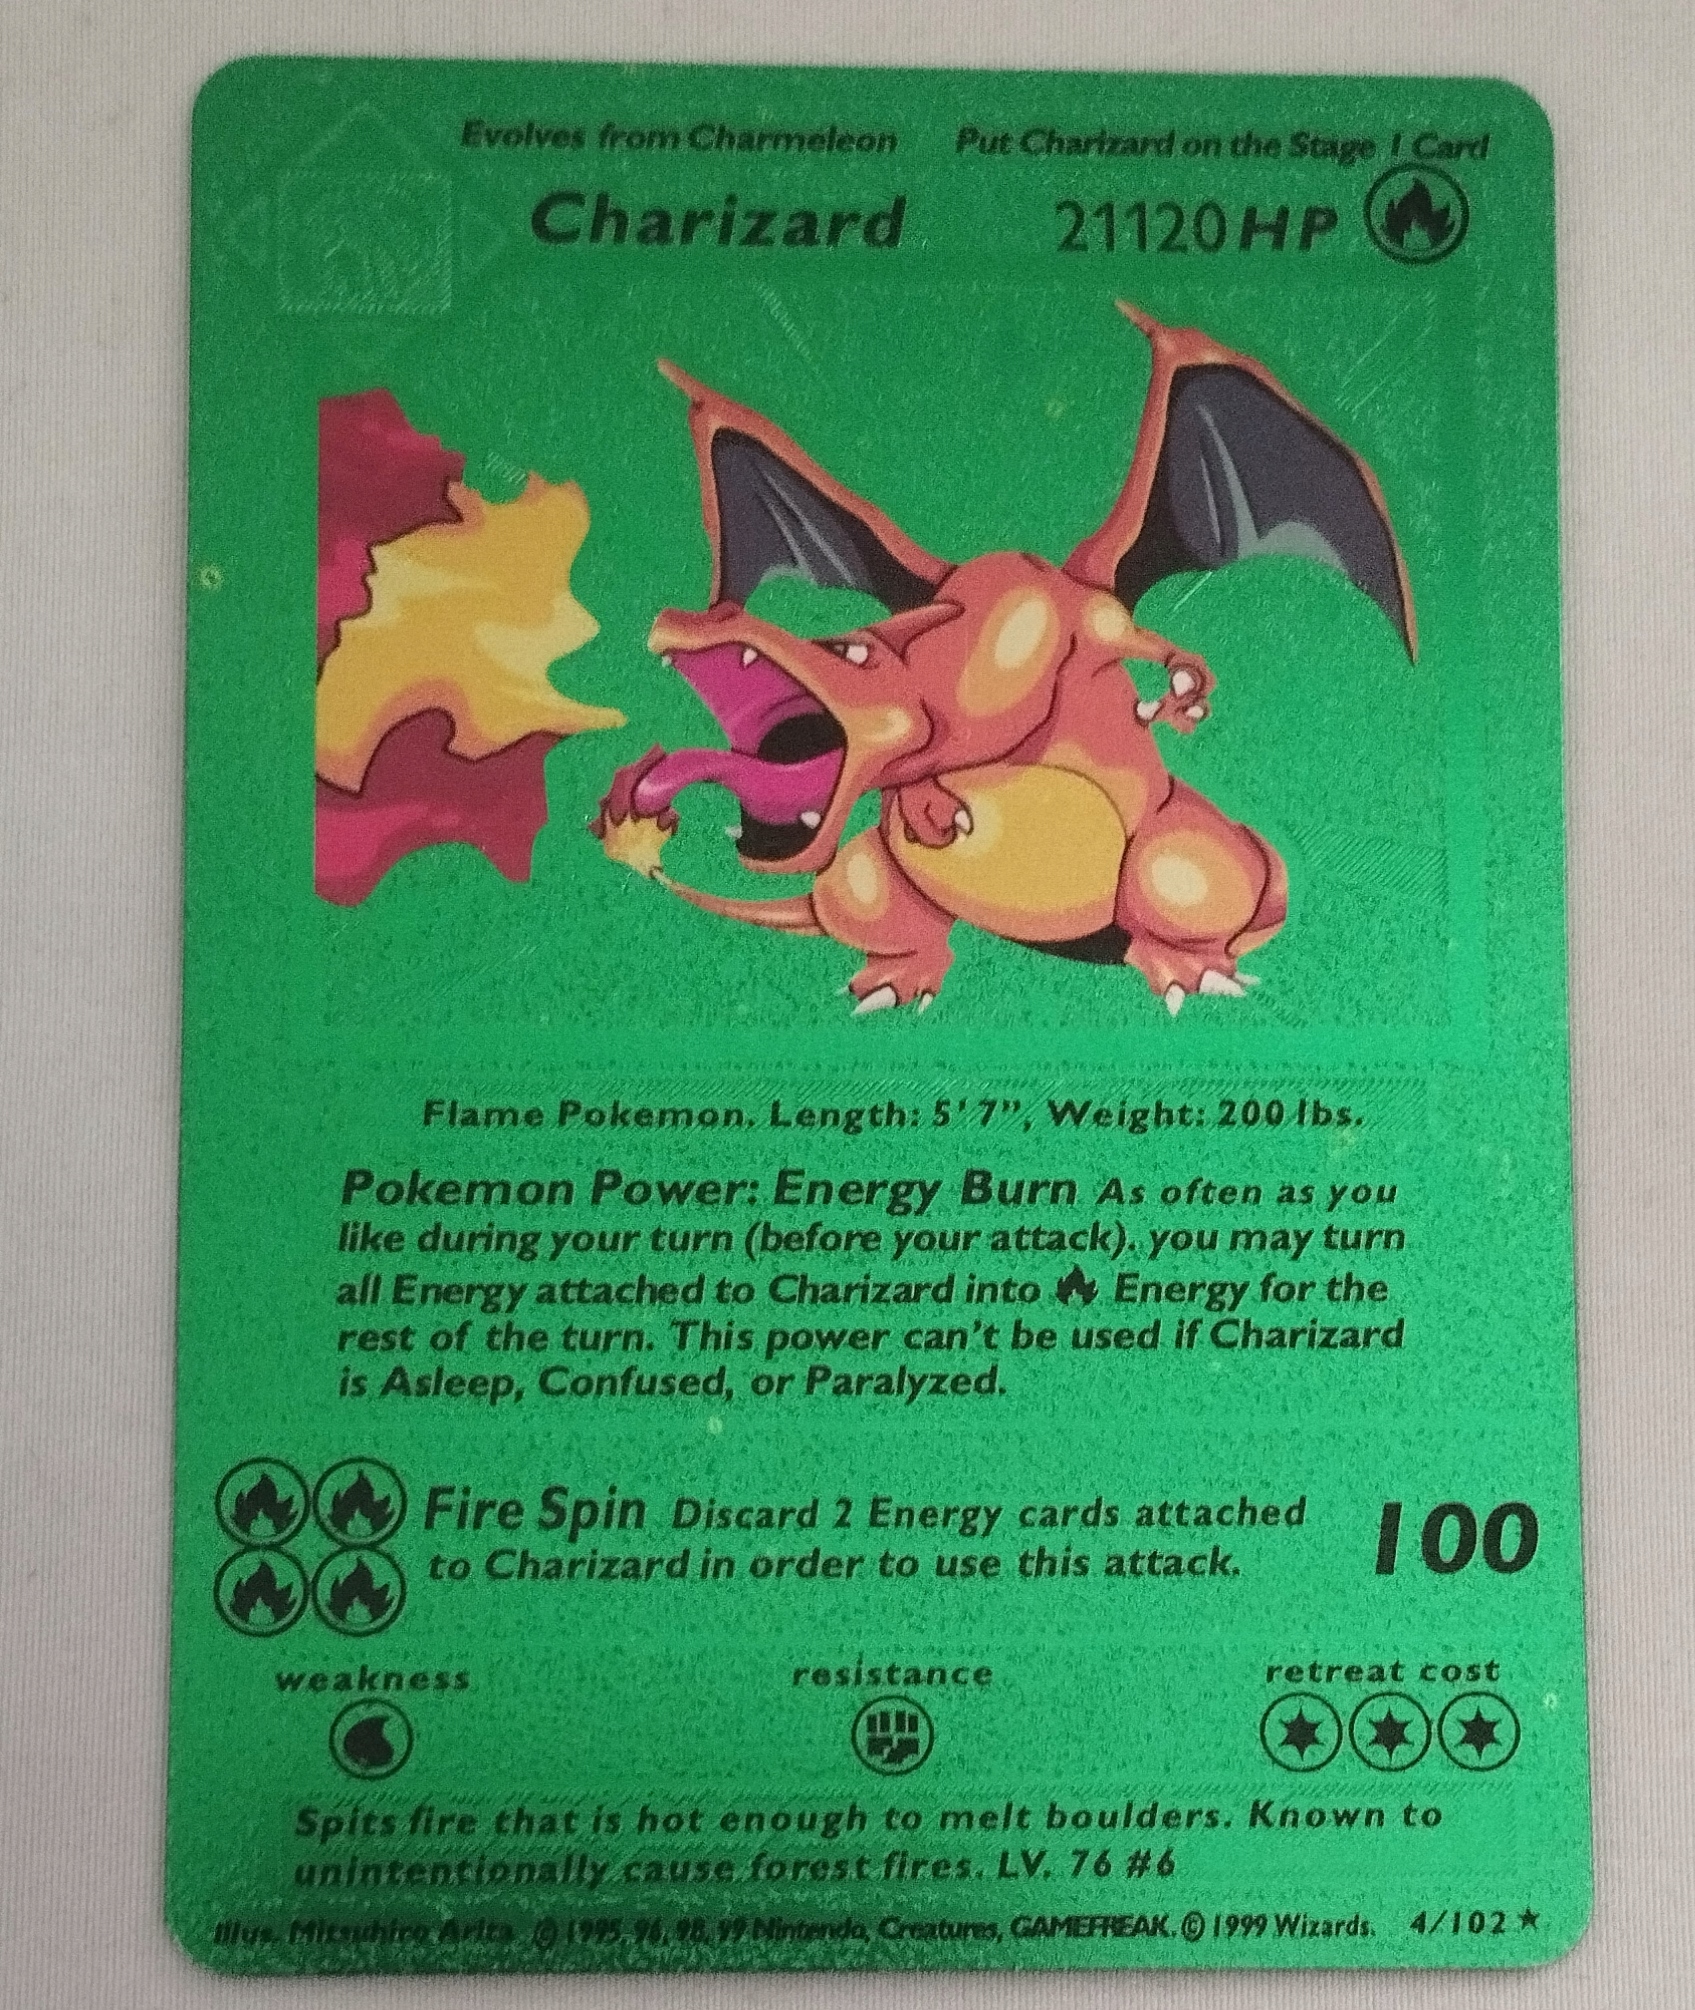 Evolves from Charmeleon Put Charizard on the Stage 1 Card
Charizard 21120 HP
Flame Pokemon. Length: 5' 7", Weight: 200 lbs.
Pokemon Power: Energy Burn As often as you
like during your turn (before your attack). you may turn
all Energy attached to Charizard into Energy for the
rest of the turn. This power can't be used if Charizard
is Asleep, Confused, or Paralyzed.
Fire Spin Discard 2 Energy cards attached
to Charizard in order to use this attack.
100
weakness resistance retreat cost
Spits fire that is hot enough to melt boulders. Known to
unintentionally cause forest fires. LV. 76 #6
Illus. Mitsuhiro Arita © 1995, 96, 98, 99 Nintendo, Creatures, GAMEFREAK. © 1999 Wizards. 4/102 ★